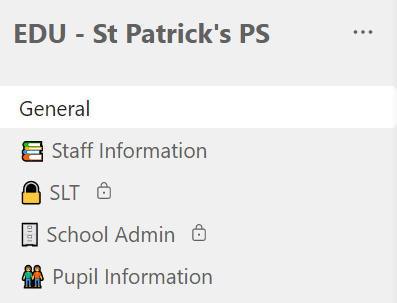 EDU - St Patrick's PS
General
Staff Information
SLT
School Admin
Pupil Information